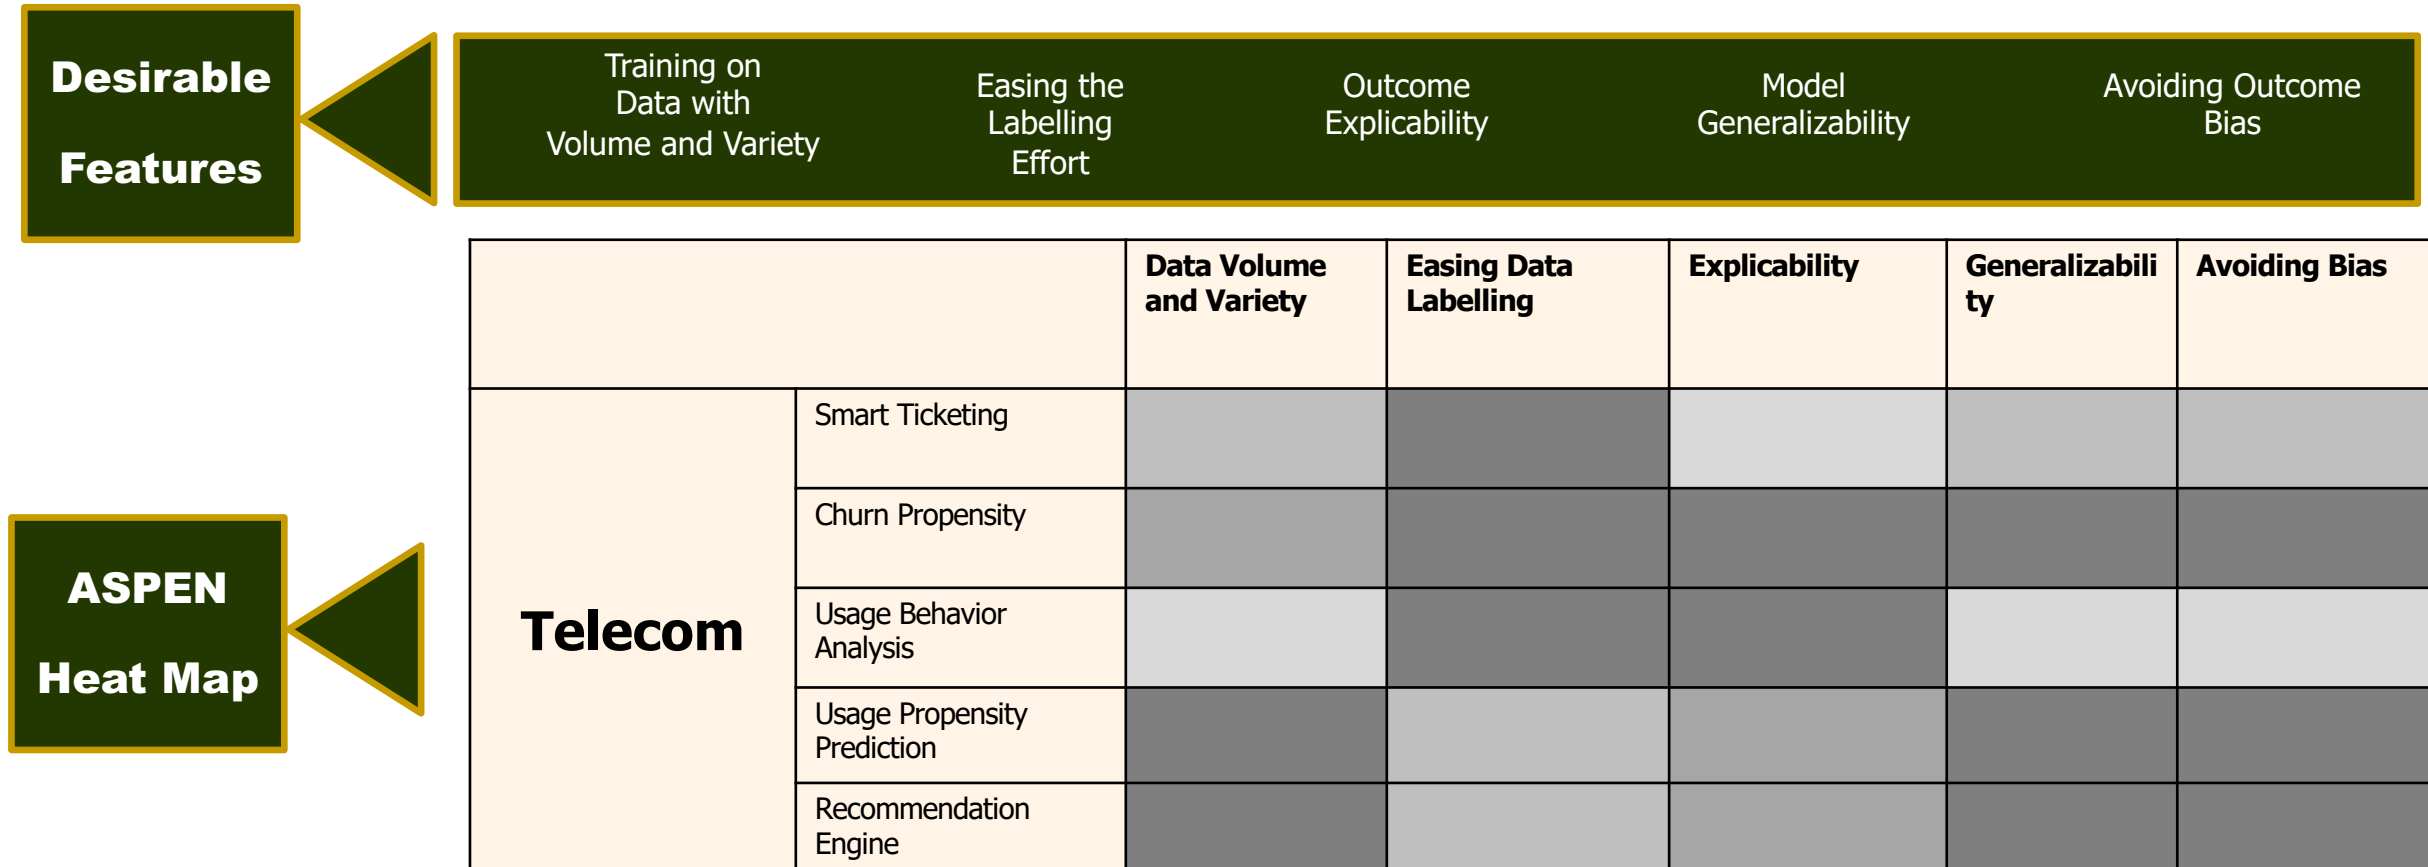 Desirable
Features
Training on
Data with
Volume and Variety
Easing the
Labelling
Effort
Outcome
Explicability
Model
Generalizability
Avoiding Outcome
Bias
Data Volume
and Variety
Easing Data
Labelling
Explicability
Generalizabili
ty
Avoiding Bias
ASPEN
Heat Map
Telecom
Smart Ticketing
Churn Propensity
Usage Behavior
Analysis
Usage Propensity
Prediction
Recommendation
Engine